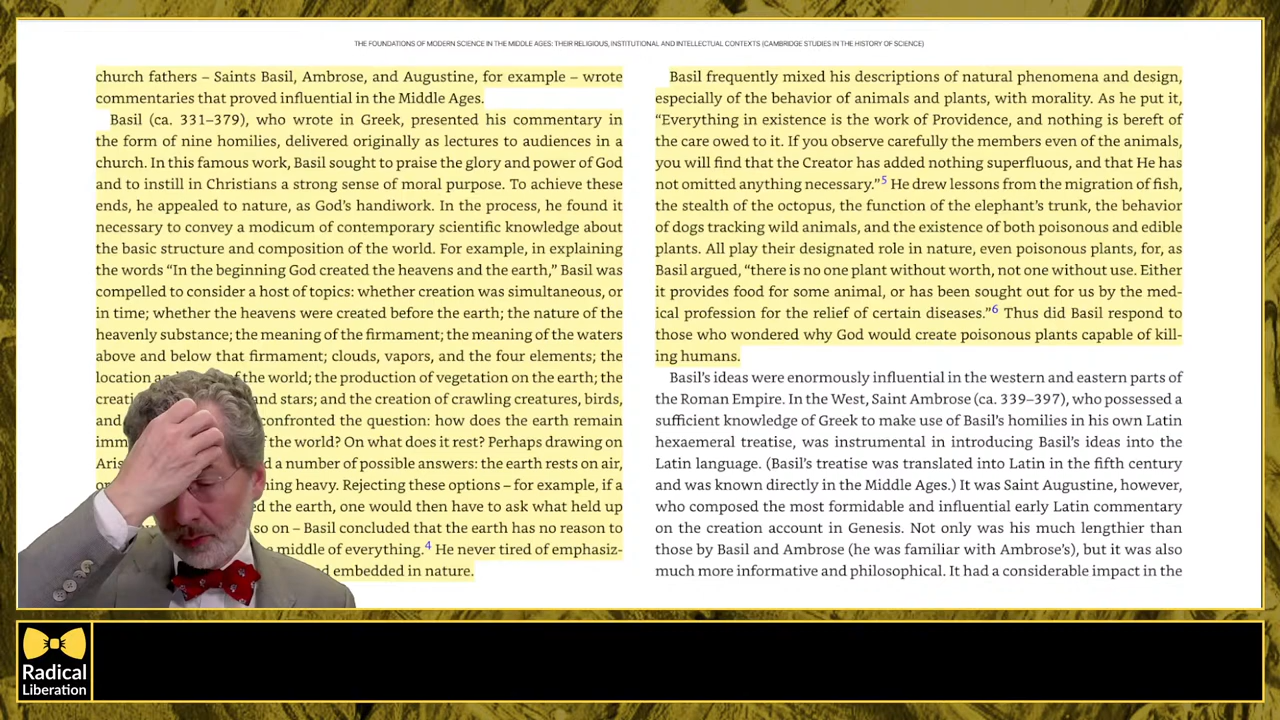 THE FOUNDATIONS OF MODERN SCIENCE IN THE MIDDLE AGES: THEIR RELIGIOUS, INSTITUTIONAL AND INTELLECTUAL CONTEXTS (CAMBRIDGE STUDIES IN THE HISTORY OF SCIENCE)
church fathers – Saints Basil, Ambrose, and Augustine, for example – wrote
commentaries that proved influential in the Middle Ages.
Basil (ca. 331–379), who wrote in Greek, presented his commentary in
the form of nine homilies, delivered originally as lectures to audiences in a
church. In this famous work, Basil sought to praise the glory and power of God
and to instill in Christians a strong sense of moral purpose. To achieve these
ends, he appealed to nature, as God's handiwork. In the process, he found it
necessary to convey a modicum of contemporary scientific knowledge about
the basic structure and composition of the world. For example, in explaining
the words “In the beginning God created the heavens and the earth,” Basil was
compelled to consider a host of topics: whether creation was simultaneous, or
in time; whether the heavens were created before the earth; the nature of the
heavenly substance; the meaning of the firmament; the meaning of the waters
above and below that firmament; clouds, vapors, and the four elements; the
location of the world; the production of vegetation on the earth; the
and stars; and the creation of crawling creatures, birds,
and confronted the question: how does the earth remain
the world? On what does it rest? Perhaps drawing on
a number of possible answers: the earth rests on air,
heavy. Rejecting these options – for example, if a
the earth, one would then have to ask what held up
so on – Basil concluded that the earth has no reason to
middle of everything.4 He never tired of emphasiz-
embedded in nature.
Basil frequently mixed his descriptions of natural phenomena and design,
especially of the behavior of animals and plants, with morality. As he put it,
“Everything in existence is the work of Providence, and nothing is bereft of
the care owed to it. If you observe carefully the members even of the animals,
you will find that the Creator has added nothing superfluous, and that He has
not omitted anything necessary.”5 He drew lessons from the migration of fish,
the stealth of the octopus, the function of the elephant's trunk, the behavior
of dogs tracking wild animals, and the existence of both poisonous and edible
plants. All play their designated role in nature, even poisonous plants, for, as
Basil argued, “there is no one plant without worth, not one without use. Either
it provides food for some animal, or has been sought out for us by the med-
ical profession for the relief of certain diseases.”6 Thus did Basil respond to
those who wondered why God would create poisonous plants capable of kill-
ing humans.
Basil's ideas were enormously influential in the western and eastern parts of
the Roman Empire. In the West, Saint Ambrose (ca. 339–397), who possessed a
sufficient knowledge of Greek to make use of Basil's homilies in his own Latin
hexaemeral treatise, was instrumental in introducing Basil's ideas into the
Latin language. (Basil's treatise was translated into Latin in the fifth century
and was known directly in the Middle Ages.) It was Saint Augustine, however,
who composed the most formidable and influential early Latin commentary
on the creation account in Genesis. Not only was his much lengthier than
those by Basil and Ambrose (he was familiar with Ambrose's), but it was also
much more informative and philosophical. It had a considerable impact in the
Radical
Liberation